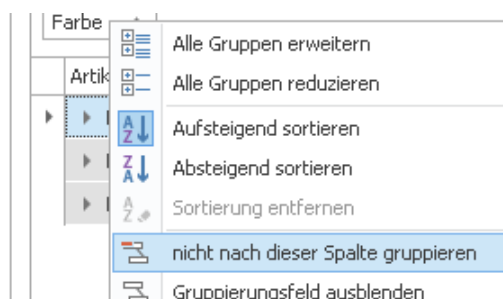 Farbe
Alle Gruppen erweitern
Alle Gruppen reduzieren
Aufsteigend sortieren
Absteigend sortieren
Sortierung entfernen
nicht nach dieser Spalte gruppieren
Gruppierungsfeld ausblenden